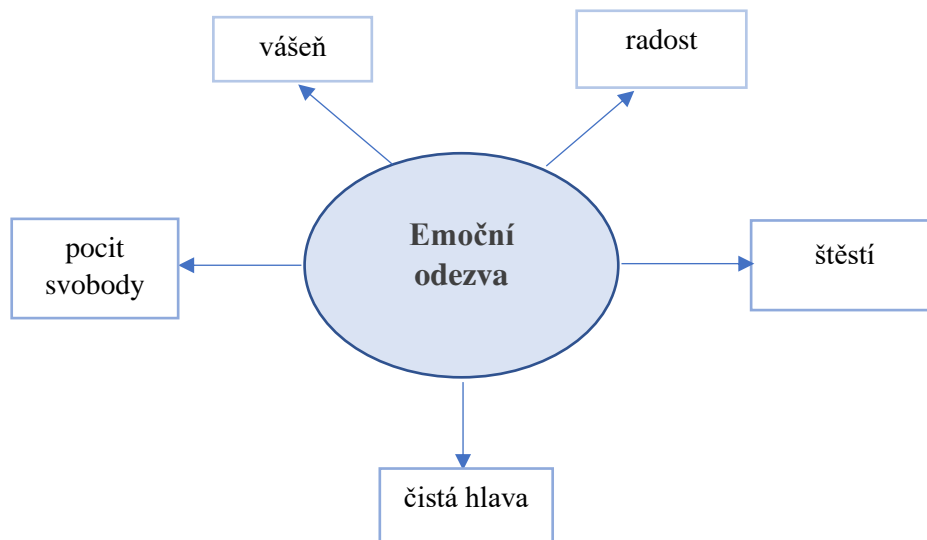 vášeň
radost
Emoční
odezva
pocit
svobody
štěstí
čistá hlava